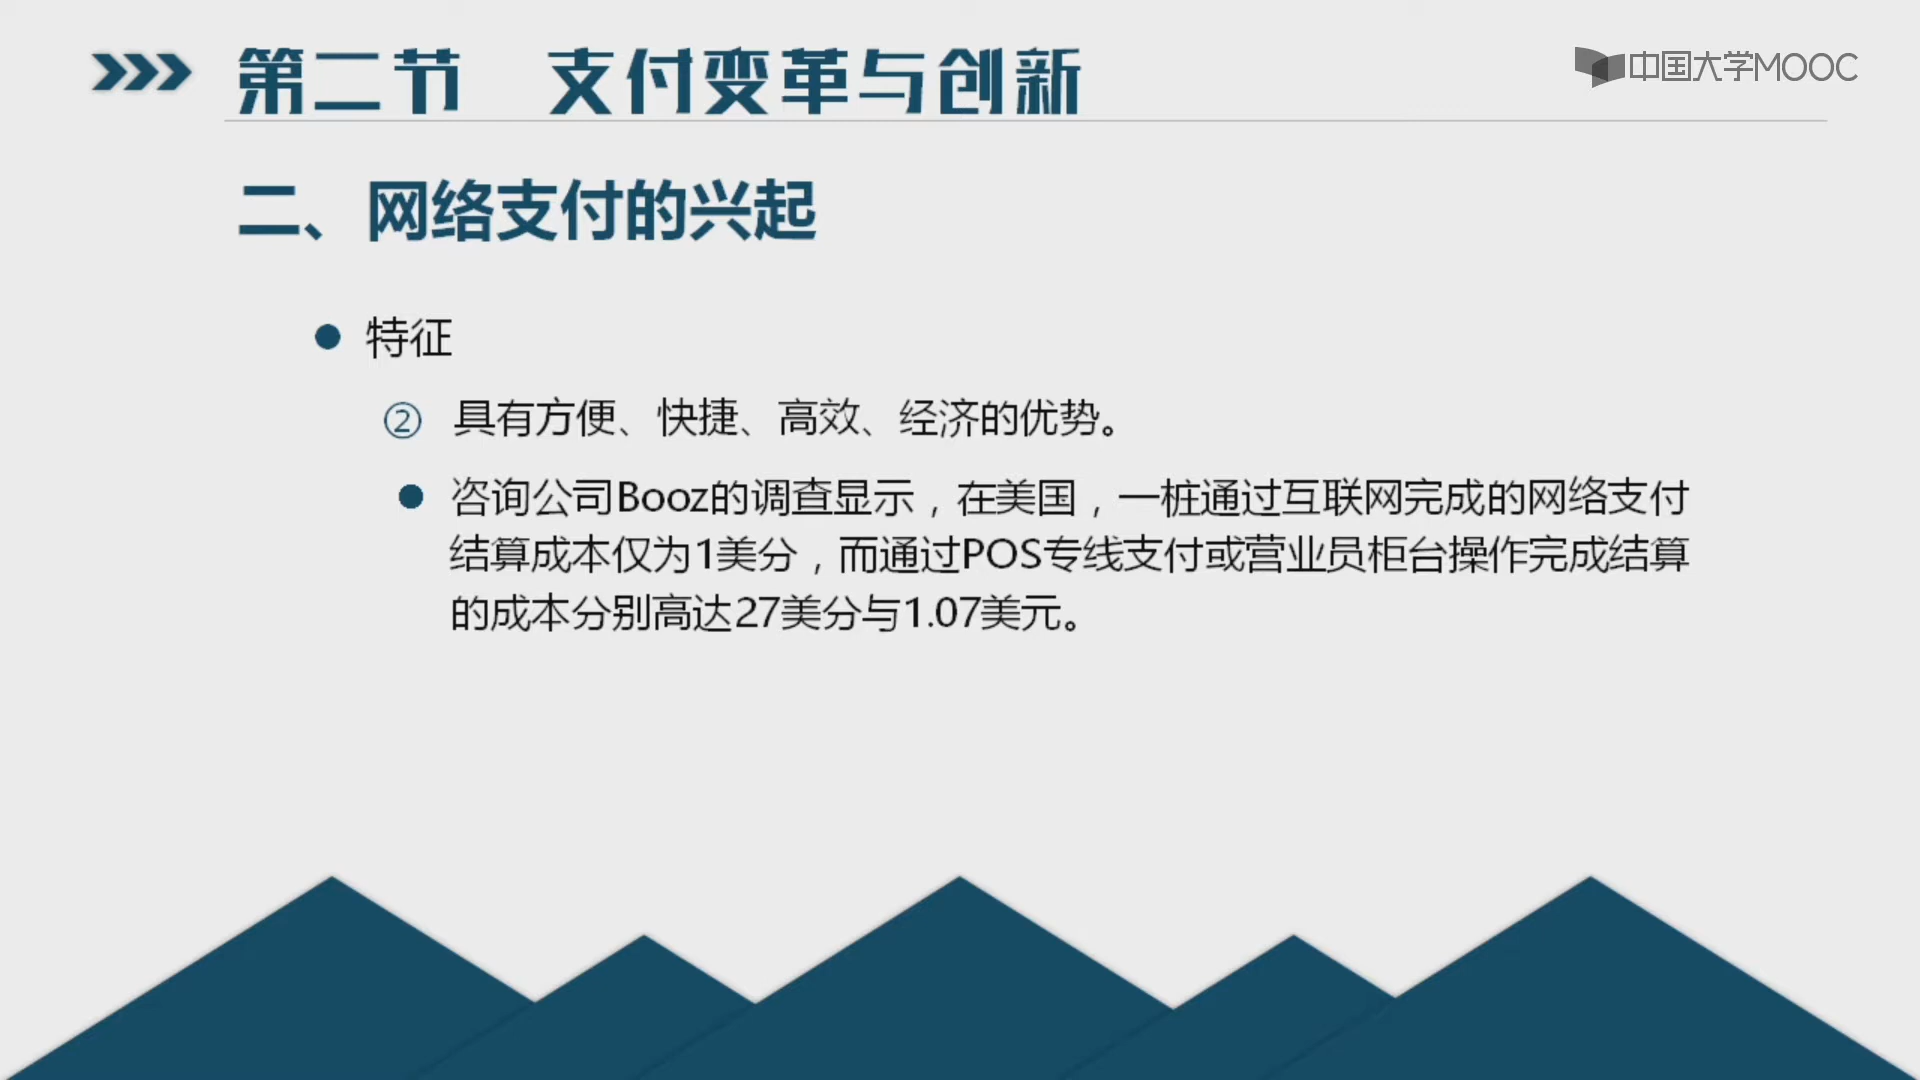 第二节 支付变革与创新
中国大学MOOC
二、网络支付的兴起
特征
② 具有方便、快捷、高效、经济的优势。
咨询公司Booz的调查显示，在美国，一桩通过互联网完成的网络支付
结算成本仅为1美分，而通过POS专线支付或营业员柜台操作完成结算
的成本分别高达27美分与1.07美元。